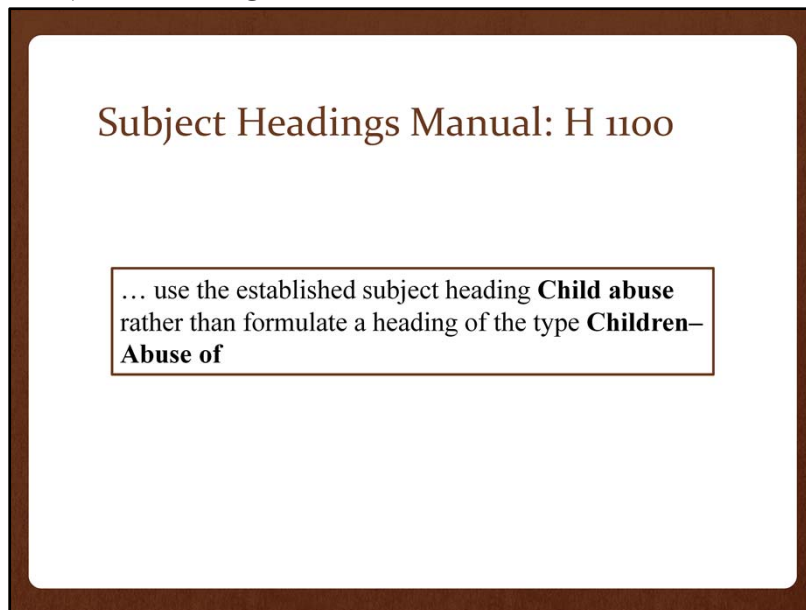 Subject Headings Manual: H 1100
… use the established subject heading Child abuse
rather than formulate a heading of the type Children–
Abuse of